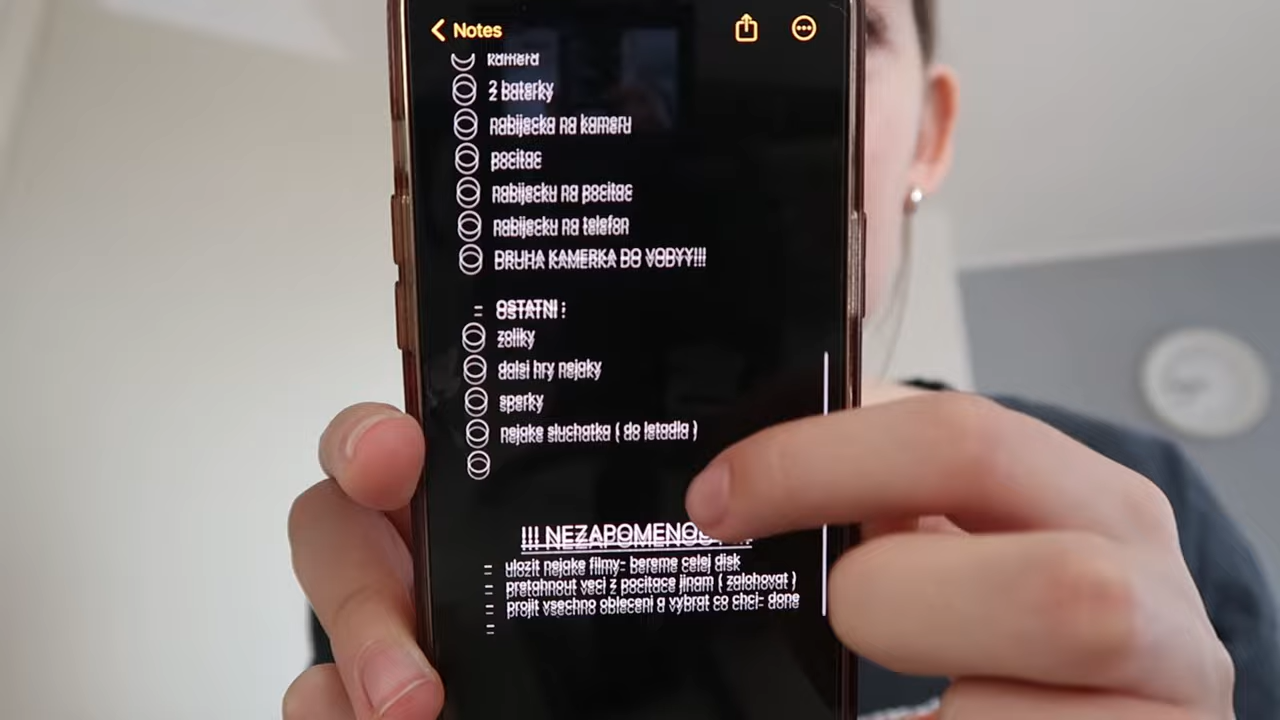 Notes
kamera
2 baterky
nabijecka na kameru
pocitac
nabijecku na pocitac
nabijecku na telefon
DRUHA KAMERKA DO VODYY!!!
- OSTATNI :
zoliky
dalsi hry nejaky
sperky
nejake sluchatka ( do letadla )
!!! NEZAPOMENO
- ulozit nejake filmy- bereme celej disk
- pretahnout veci z pocitace jinam ( zalohovat )
- projit vsechno obleceni a vybrat co chci- done
-